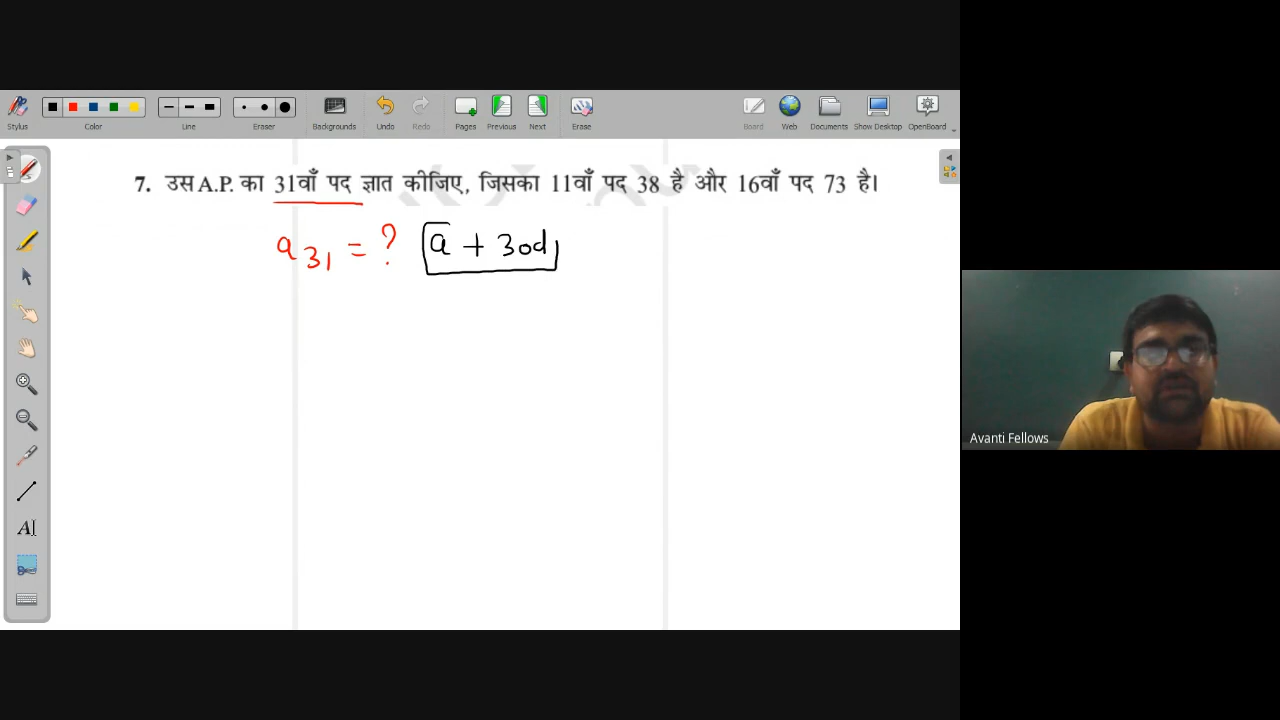 Stylus
Color
Line
Eraser
Backgrounds
Undo
Redo
Pages
Previous
Next
Erase
Board
Web
Documents
Show Desktop
OpenBoard
7. उस A.P. का 31वाँ पद ज्ञात कीजिए, जिसका 11वाँ पद 38 है और 16वाँ पद 73 है।
a31 = ? a + 30d
AI
Avanti Fellows